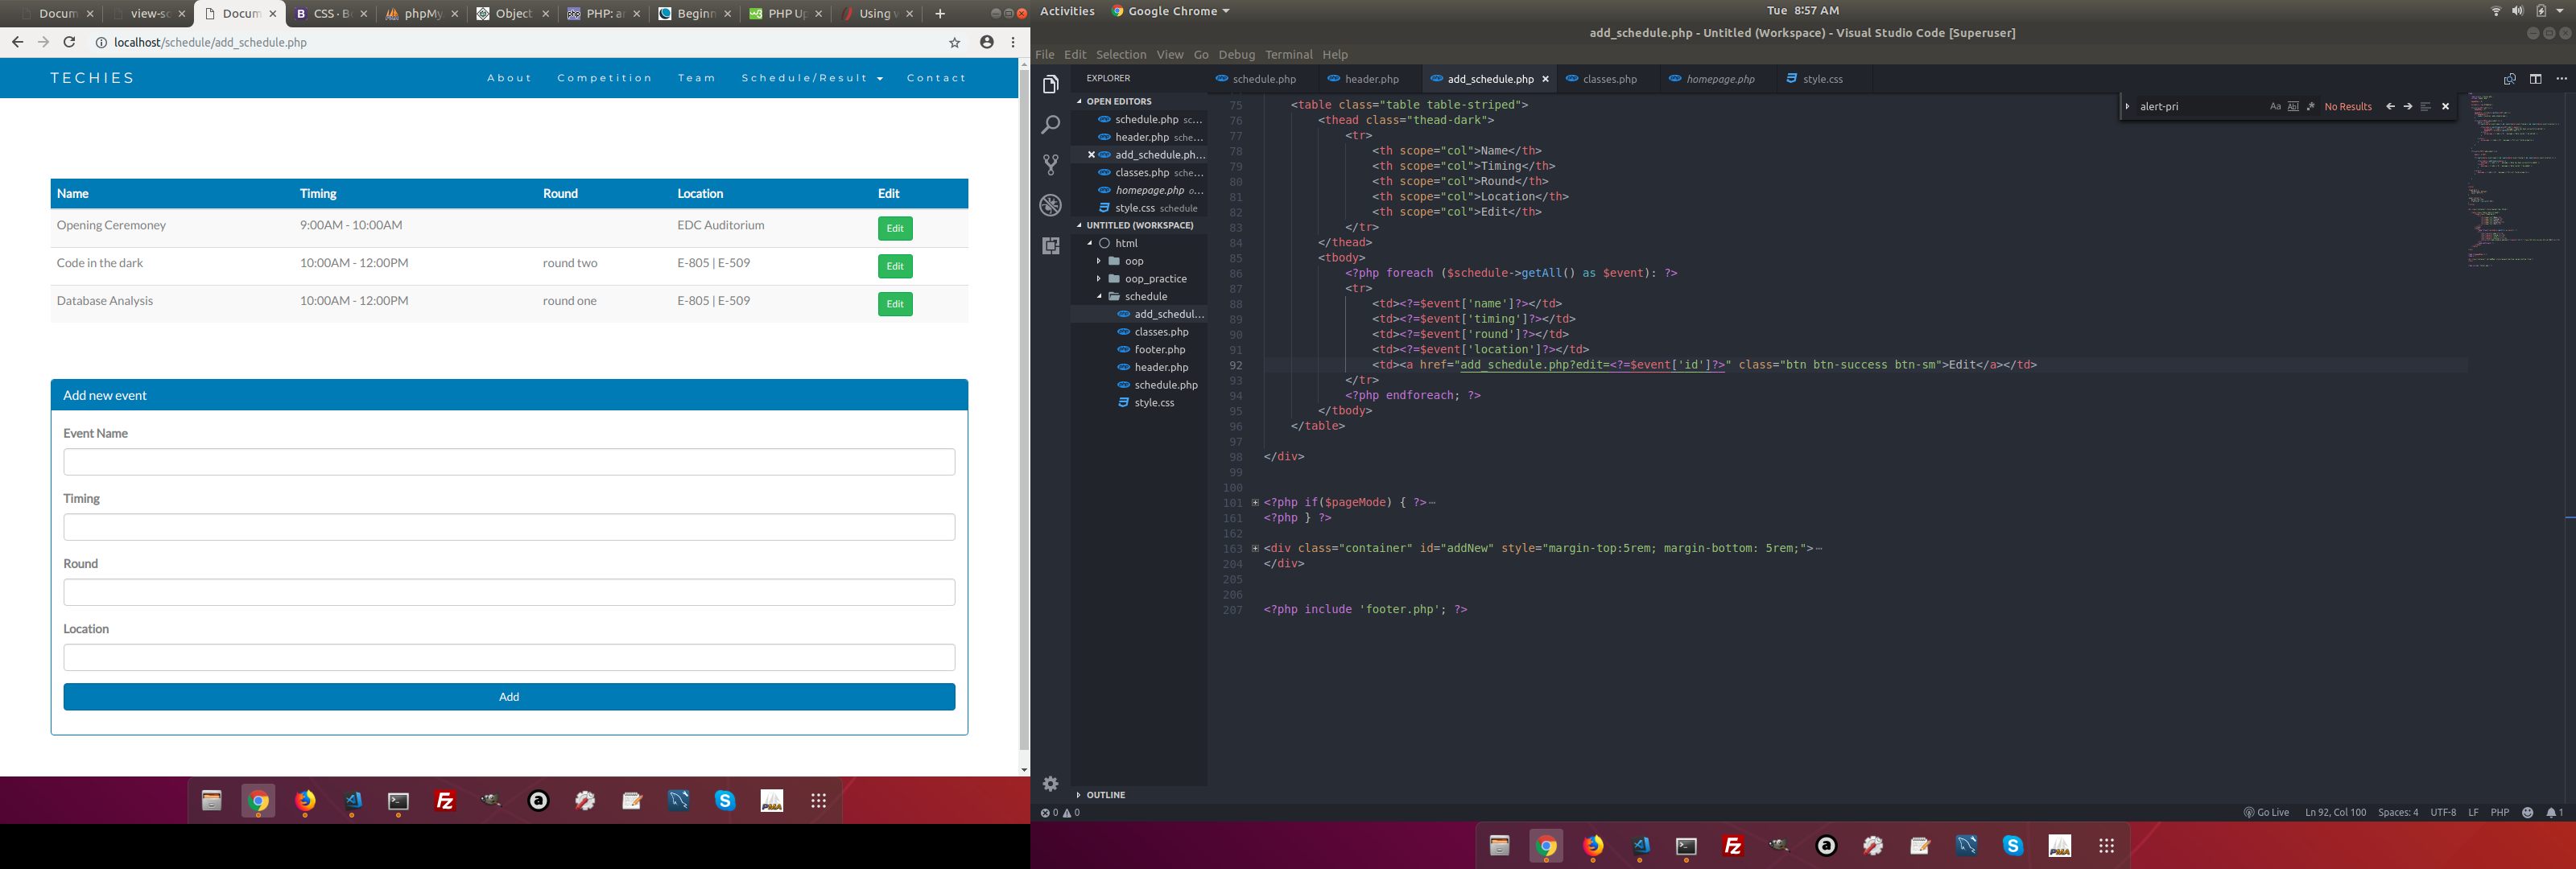 Docum
view-sc
Docum
CSS · B
phpMy
Object
PHP: ar
Beginn
PHP Up
Using v
localhost/schedule/add_schedule.php
TECHIES
About
Competition
Team
Schedule/Result
Contact
Name Timing Round Location Edit
Opening Ceremoney 9:00AM - 10:00AM EDC Auditorium Edit
Code in the dark 10:00AM - 12:00PM round two E-805 | E-509 Edit
Database Analysis 10:00AM - 12:00PM round one E-805 | E-509 Edit
Add new event
Event Name
Timing
Round
Location
Add
Activities Google Chrome
Tue 8:57 AM
add_schedule.php - Untitled (Workspace) - Visual Studio Code [Superuser]
File Edit Selection View Go Debug Terminal Help
EXPLORER
OPEN EDITORS
schedule.php sc...
header.php sche...
add_schedule.ph...
classes.php sche...
homepage.php o...
style.css schedule
UNTITLED (WORKSPACE)
html
oop
oop_practice
schedule
add_schedul...
classes.php
footer.php
header.php
schedule.php
style.css
OUTLINE
schedule.php
header.php
add_schedule.php
classes.php
homepage.php
style.css
alert-pri
Aa
Abl
.*
No Results
75 <table class="table table-striped">
76 <thead class="thead-dark">
77 <tr>
78 <th scope="col">Name</th>
79 <th scope="col">Timing</th>
80 <th scope="col">Round</th>
81 <th scope="col">Location</th>
82 <th scope="col">Edit</th>
83 </tr>
84 </thead>
85 <tbody>
86 <?php foreach ($schedule->getAll() as $event): ?>
87 <tr>
88 <td><?=$event['name']?></td>
89 <td><?=$event['timing']?></td>
90 <td><?=$event['round']?></td>
91 <td><?=$event['location']?></td>
92 <td><a href="add_schedule.php?edit=<?=$event['id']?>" class="btn btn-success btn-sm">Edit</a></td>
93 </tr>
94 <?php endforeach; ?>
95 </tbody>
96 </table>
97
98 </div>
99
100
101 <?php if($pageMode) { ?>…
161 <?php } ?>
162
163 <div class="container" id="addNew" style="margin-top:5rem; margin-bottom: 5rem;">…
204 </div>
205
206
207 <?php include 'footer.php'; ?>
0 0
Go Live
Ln 92, Col 100
Spaces: 4
UTF-8
LF
PHP
1
Fz
a
S
PMA
Fz
a
S
PMA